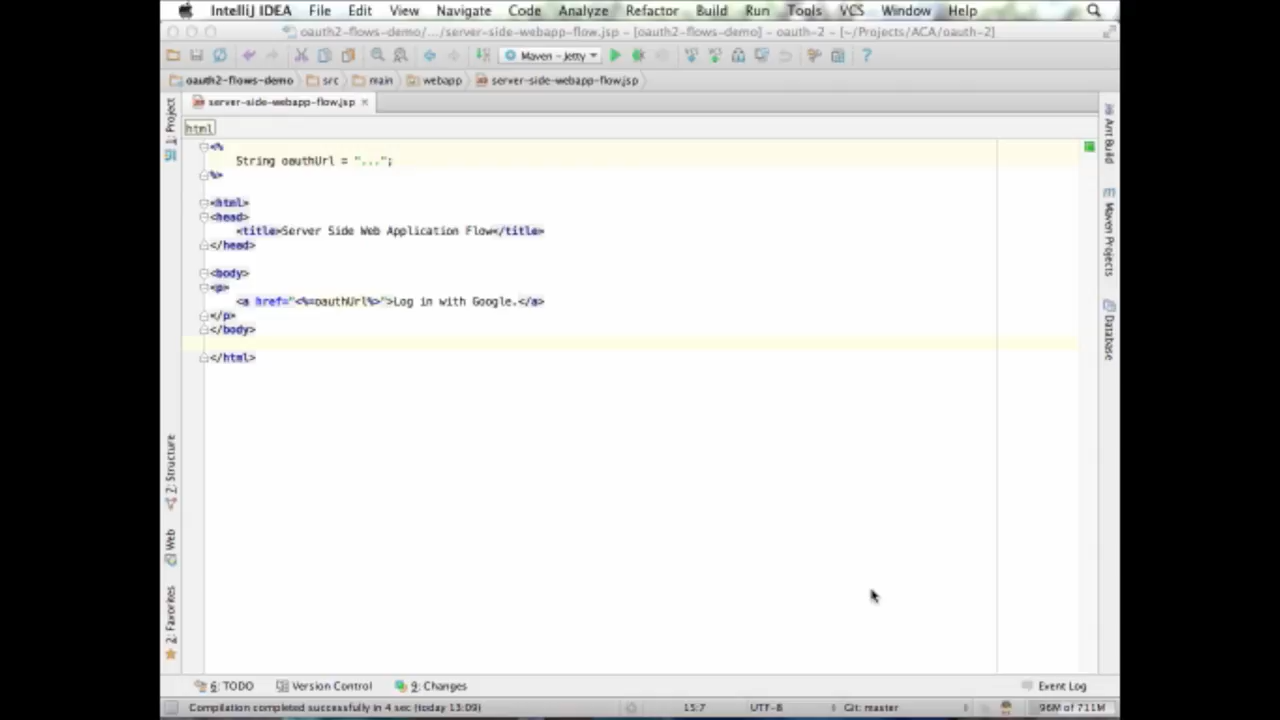 IntelliJ IDEA File Edit View Navigate Code Analyze Refactor Build Run Tools VCS Window Help
oauth2-flows-demo/.../server-side-webapp-flow.jsp - [oauth2-flows-demo] - oauth-2 - [~/Projects/ACA/oauth-2]
Maven - Jetty
oauth2-flows-demo src main webapp server-side-webapp-flow.jsp
server-side-webapp-flow.jsp
html
<%
String oauthUrl = "...";
%>
<html>
<head>
<title>Server Side Web Application Flow</title>
</head>
<body>
<p>
<a href="<%=oauthUrl%>">Log in with Google.</a>
</p>
</body>
</html>
1: Project
7: Structure
Web
2: Favorites
Ant Build
Maven Projects
Database
6: TODO Version Control 9: Changes Event Log
Compilation completed successfully in 4 sec (today 13:09) 15:7 UTF-8 Git: master 96M of 711M